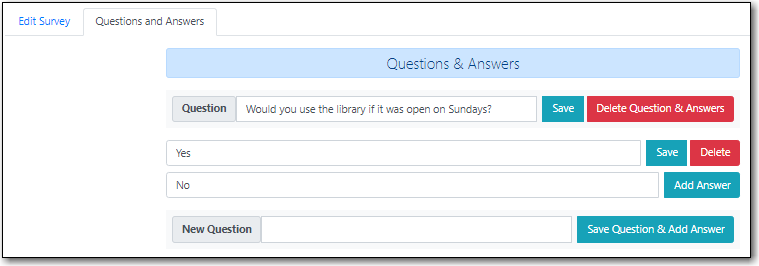 Edit Survey Questions and Answers
Questions & Answers
Question Would you use the library if it was open on Sundays? Save Delete Question & Answers
Yes Save Delete
No Add Answer
New Question Save Question & Add Answer